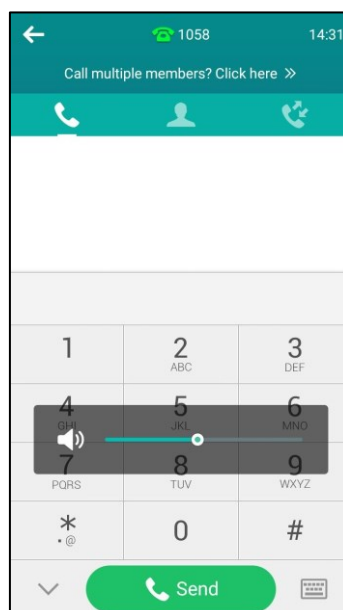 1058 14:31
Call multiple members? Click here »
1 2 3
ABC DEF
4 5 6
GHI JKL MNO
7 8 9
PQRS TUV WXYZ
* 0 #
• @
Send